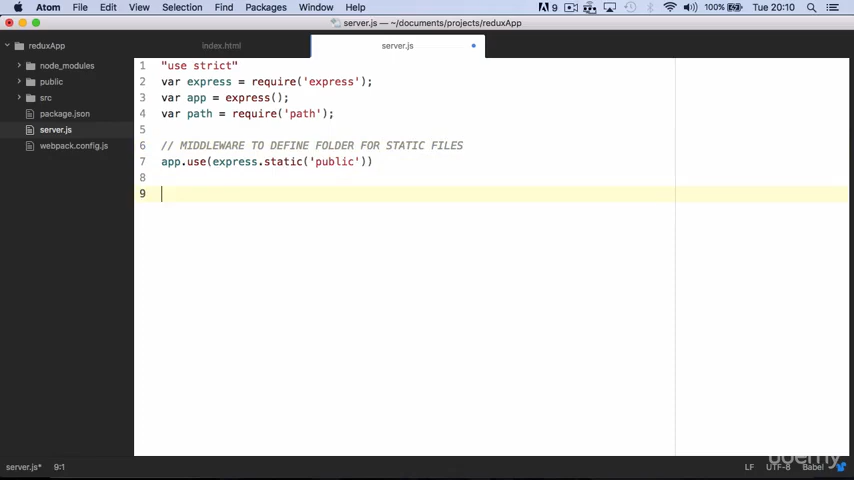 Atom File Edit View Selection Find Packages Window Help 9 100% Tue 20:10
server.js — ~/documents/projects/reduxApp
reduxApp index.html server.js
node_modules
public
src
package.json
server.js
webpack.config.js
1 "use strict"
2 var express = require('express');
3 var app = express();
4 var path = require('path');
5
6 // MIDDLEWARE TO DEFINE FOLDER FOR STATIC FILES
7 app.use(express.static('public'))
8
9
server.js* 9:1 LF UTF-8 Babel
udemy